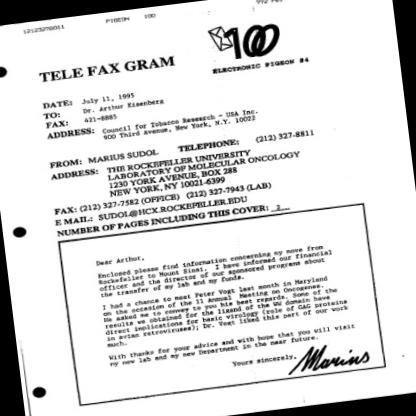 12123278011 PIGEON 100
100
ELECTRONIC PIGEON #4
TELE FAX GRAM
DATE: July 11, 1995
TO: Dr. Arthur Eisenberg
FAX: 421-8885
ADDRESS: Council for Tobacco Research - USA Inc.
900 Third Avenue, New York, N.Y. 10022
FROM: MARIUS SUDOL TELEPHONE: (212) 327-8811
ADDRESS: THE ROCKEFELLER UNIVERSITY
LABORATORY OF MOLECULAR ONCOLOGY
1230 YORK AVENUE, BOX 288
NEW YORK, NY 10021-6399
FAX: (212) 327-7582 (OFFICE) (212) 327-7943 (LAB)
E MAIL: SUDOL@HCX.ROCKEFELLER.EDU
NUMBER OF PAGES INCLUDING THIS COVER: 2
Dear Arthur,
Enclosed please find information concerning my move from
Rockefeller to Mount Sinai. I have informed our financial
officer and the director of our sponsored programs about
the transfer of my lab and my funds.
I had a chance to meet Peter Vogt last month in Maryland
on the occasion of the 11 Annual Meeting on Oncogenes.
He asked me to convey to you his best regards. Some of the
results we obtained for the ligand of the WW domain have
direct implications for basic virology (role of GAG proteins
in avian retroviruses); Dr. Vogt liked this part of our work
much.
With thanks for your advice and with hope that you will visit
my new lab and my new Department in the near future.
Yours sincerely, Marius